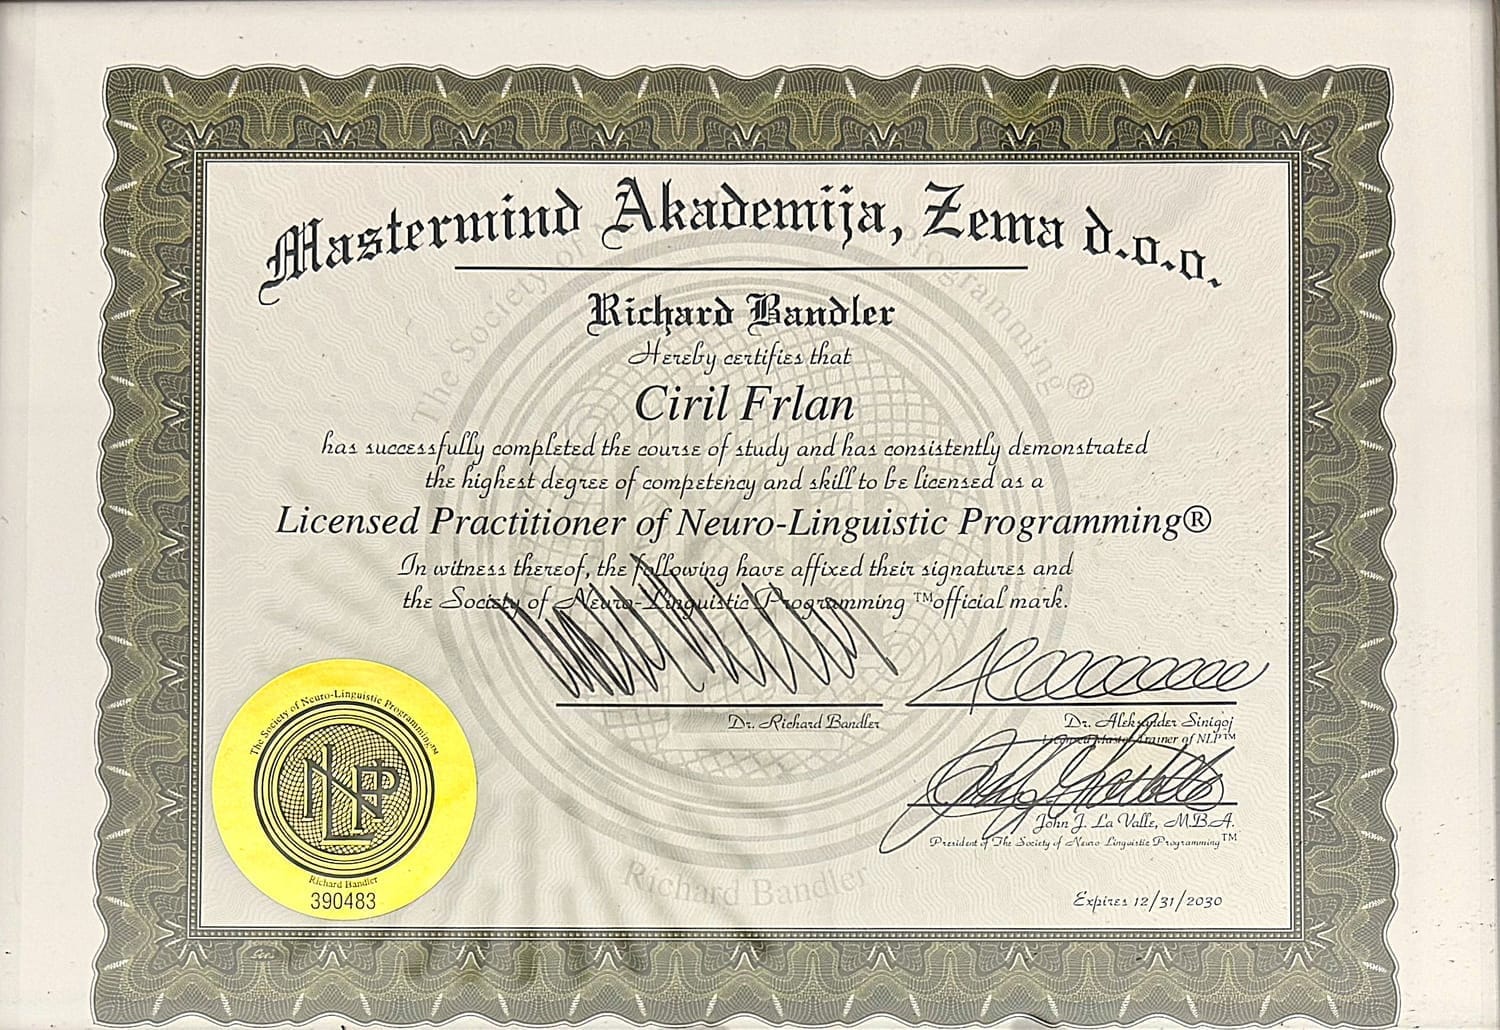 Mastermind Akademija, Zema d.o.o.
Richard Bandler
Hereby certifies that
Ciril Frlan
has successfully completed the course of study and has consistently demonstrated
the highest degree of competency and skill to be licensed as a
Licensed Practitioner of Neuro-Linguistic Programming®
In witness thereof, the following have affixed their signatures and
the Society of Neuro-Linguistic Programming ™official mark.
Dr. Richard Bandler
Dr. Aleksander Sinigoj
Licensed Master Trainer of NLP™
John J. La Valle, M.B.A.
President of The Society of Neuro Linguistic Programming™
Expires 12/31/2030
The Society of Neuro-Linguistic Programming™
NLP
Richard Bandler
390483
The Society of Programming®
Richard Bandler